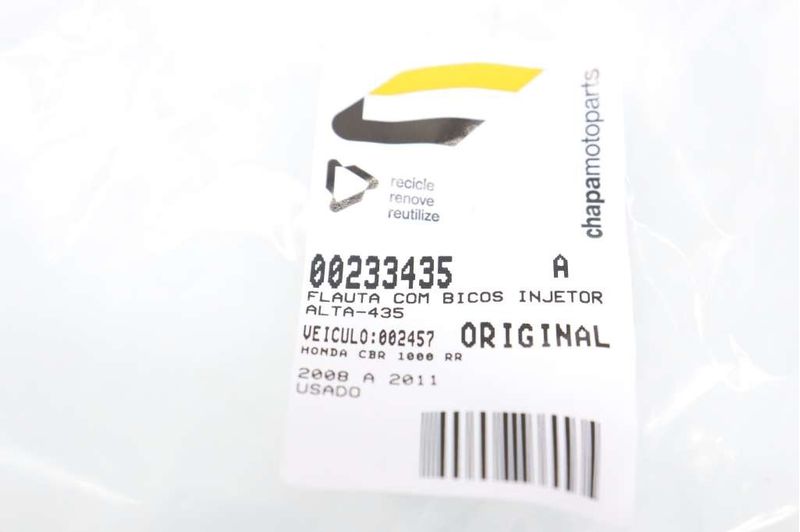 chapamotoparts
recicle
renove
reutilize
00233435 A
FLAUTA COM BICOS INJETOR
ALTA-435
VEICULO:002457 ORIGINAL
HONDA CBR 1000 RR
2008 A 2011
USADO